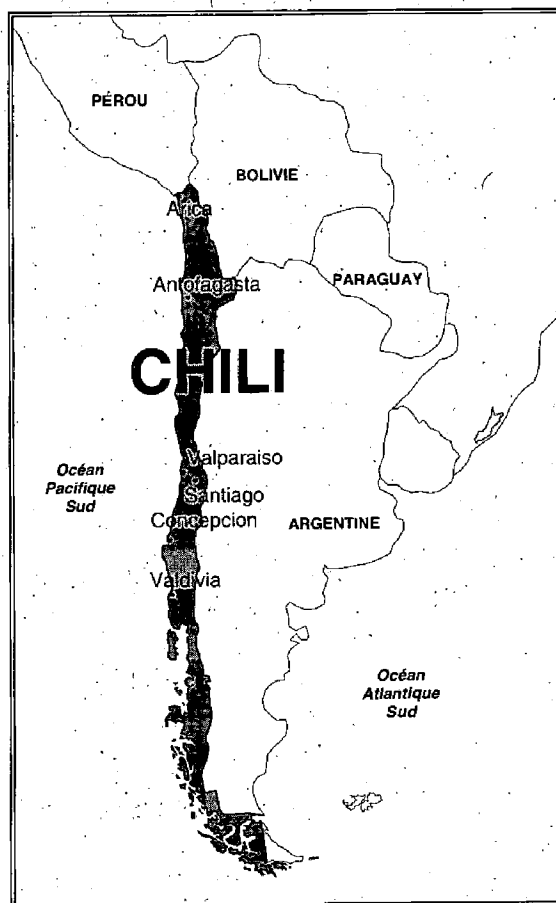 PÉROU
BOLIVIE
Arica
Antofagasta
PARAGUAY
CHILI
Valparaiso
Océan
Pacifique
Sud
Santiago
Concepcion
ARGENTINE
Valdivia
Océan
Atlantique
Sud